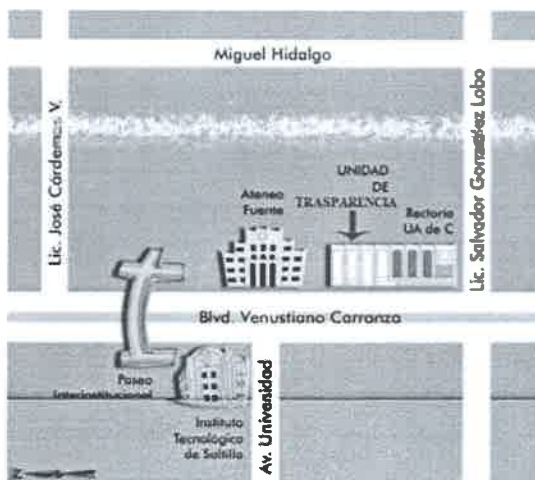 Miguel Hidalgo
Lic. José Cárdenas V.
Lic. Salvador González Lobo
UNIDAD
DE
TRASPARENCIA
Ateneo
Fuente
Rectoría
UA de C
Blvd. Venustiano Carranza
Paseo
Interinstitucional
Instituto
Tecnológico
de Saltillo
Av. Universidad
Z